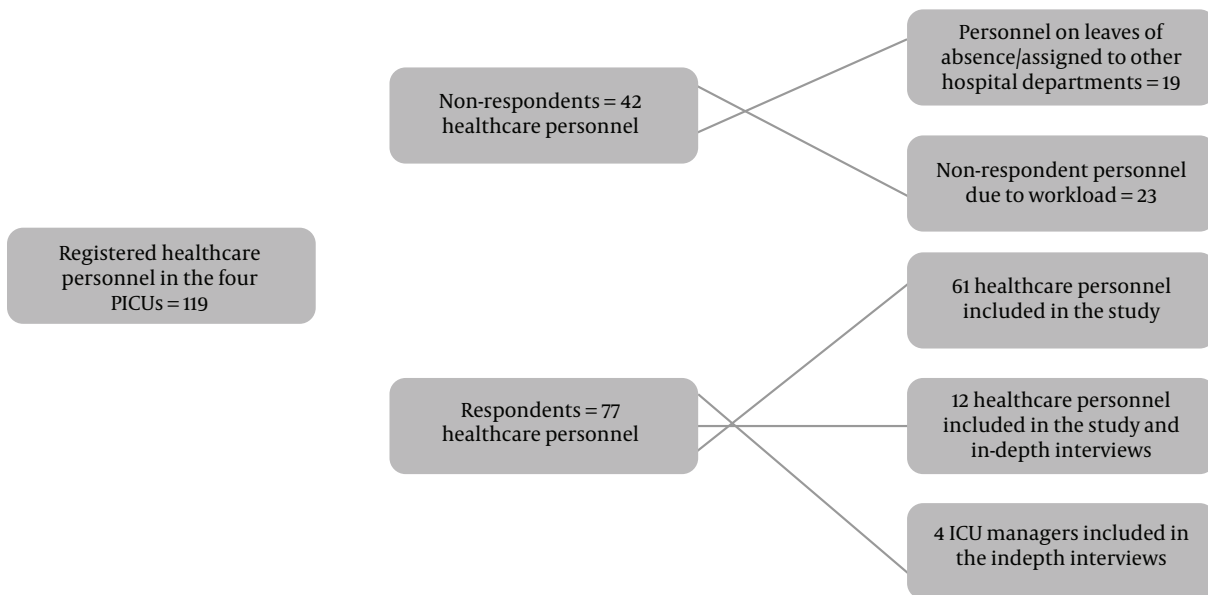 Registered healthcare
personnel in the four
PICUs = 119
Non-respondents = 42
healthcare personnel
Respondents = 77
healthcare personnel
Personnel on leaves of
absence/assigned to other
hospital departments = 19
Non-respondent personnel
due to workload = 23
61 healthcare personnel
included in the study
12 healthcare personnel
included in the study and
in-depth interviews
4 ICU managers included in
the indepth interviews